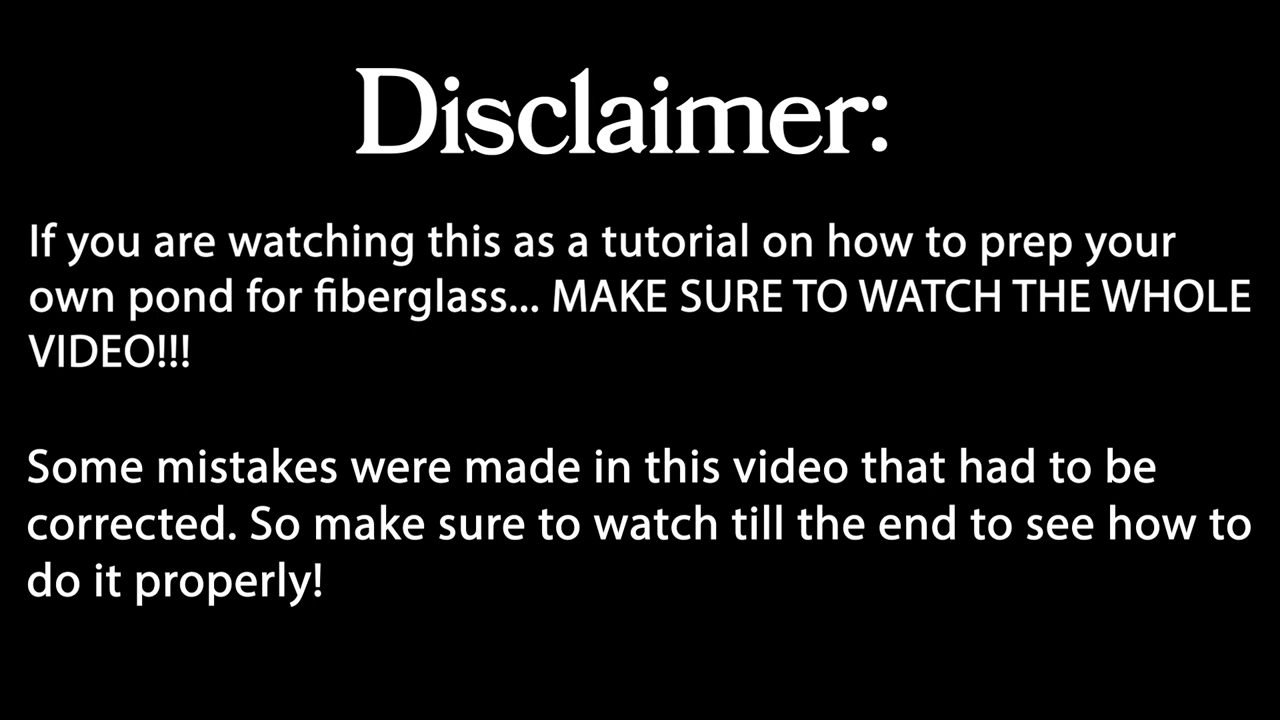 Disclaimer:
If you are watching this as a tutorial on how to prep your
own pond for fiberglass... MAKE SURE TO WATCH THE WHOLE
VIDEO!!!
Some mistakes were made in this video that had to be
corrected. So make sure to watch till the end to see how to
do it properly!